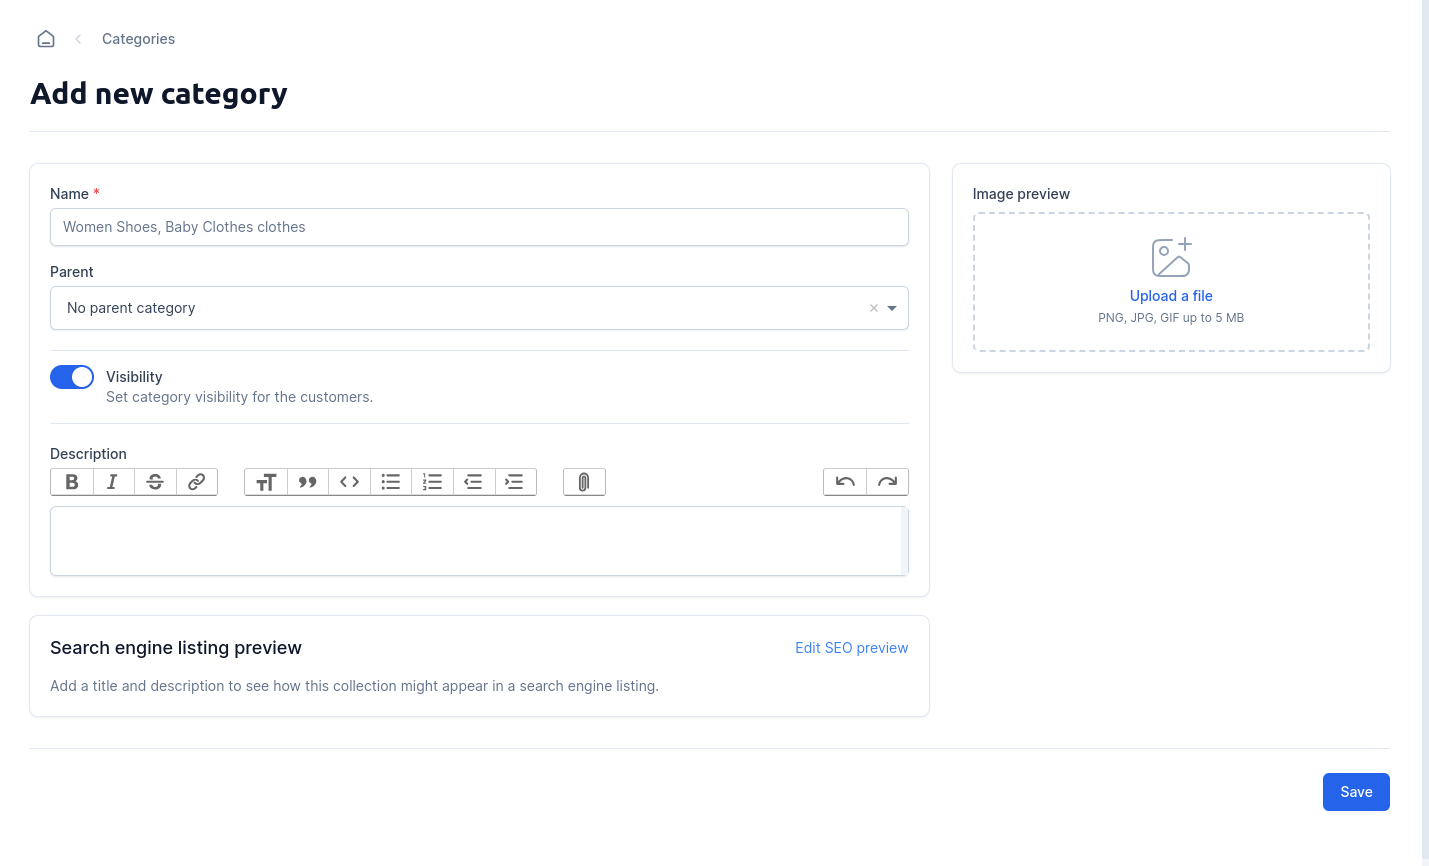 Categories
Add new category
Name *
Women Shoes, Baby Clothes clothes
Parent
No parent category
Visibility
Set category visibility for the customers.
Description
Search engine listing preview
Edit SEO preview
Add a title and description to see how this collection might appear in a search engine listing.
Image preview
Upload a file
PNG, JPG, GIF up to 5 MB
Save